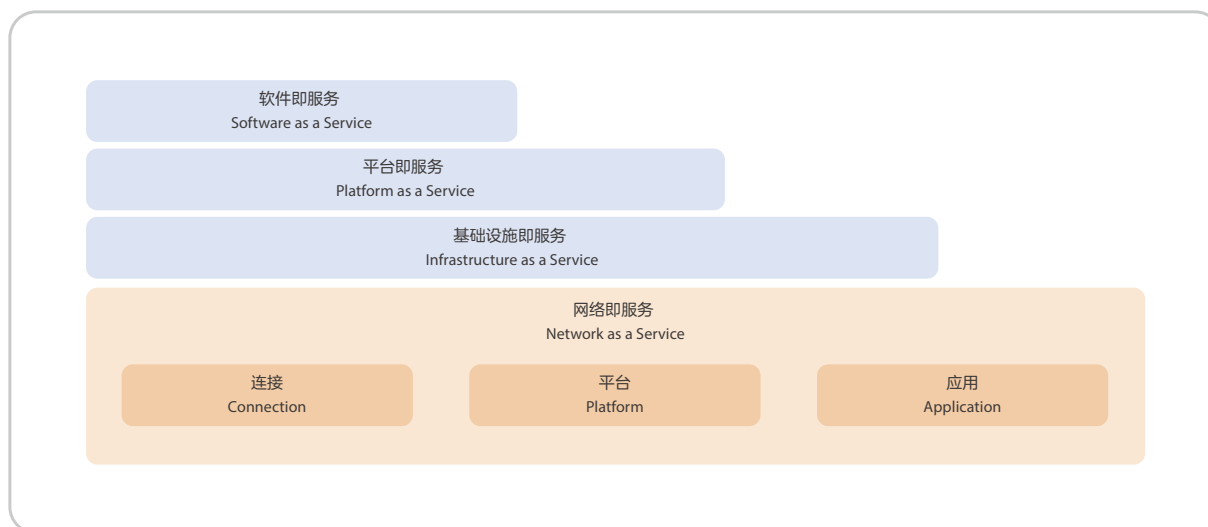 软件即服务
Software as a Service
平台即服务
Platform as a Service
基础设施即服务
Infrastructure as a Service
网络即服务
Network as a Service
连接
Connection
平台
Platform
应用
Application